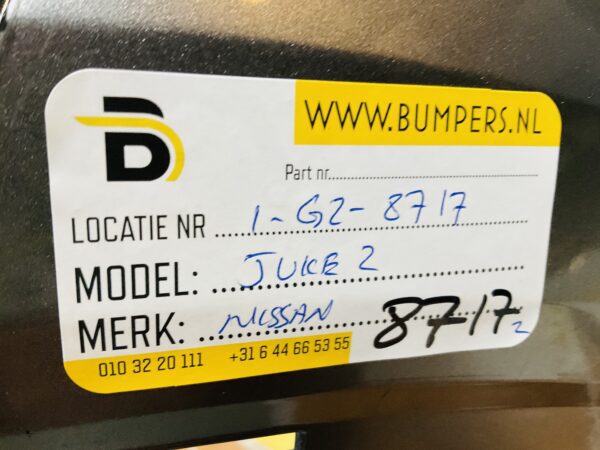 WWW.BUMPERS.NL
Part nr
LOCATIE NR 1-G2-8717
MODEL: JUKE 2
MERK: NISSAN 8717 2
010 32 20 111 +31 6 44 66 53 55